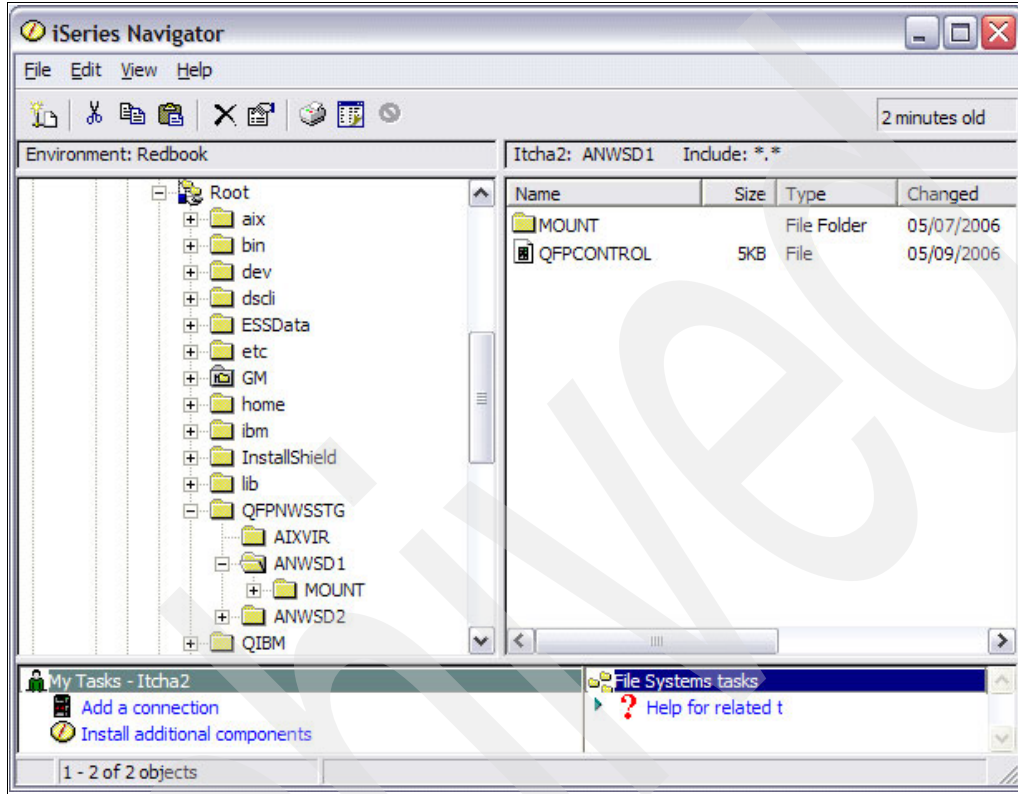 iSeries Navigator
File Edit View Help
2 minutes old
Environment: Redbook
Itcha2: ANWSD1 Include: *.*
Root
aix
bin
dev
dscli
ESSData
etc
GM
home
ibm
InstallShield
lib
QFPNWSSTG
AIXVIR
ANWSD1
MOUNT
ANWSD2
QIBM
Name Size Type Changed
MOUNT File Folder 05/07/2006
QFPCONTROL 5KB File 05/09/2006
My Tasks - Itcha2
Add a connection
Install additional components
File Systems tasks
Help for related t
1 - 2 of 2 objects